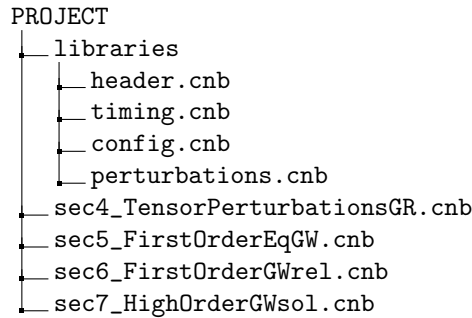 PROJECT
libraries
header.cnb
timing.cnb
config.cnb
perturbations.cnb
sec4_TensorPerturbationsGR.cnb
sec5_FirstOrderEqGW.cnb
sec6_FirstOrderGWrel.cnb
sec7_HighOrderGWsol.cnb